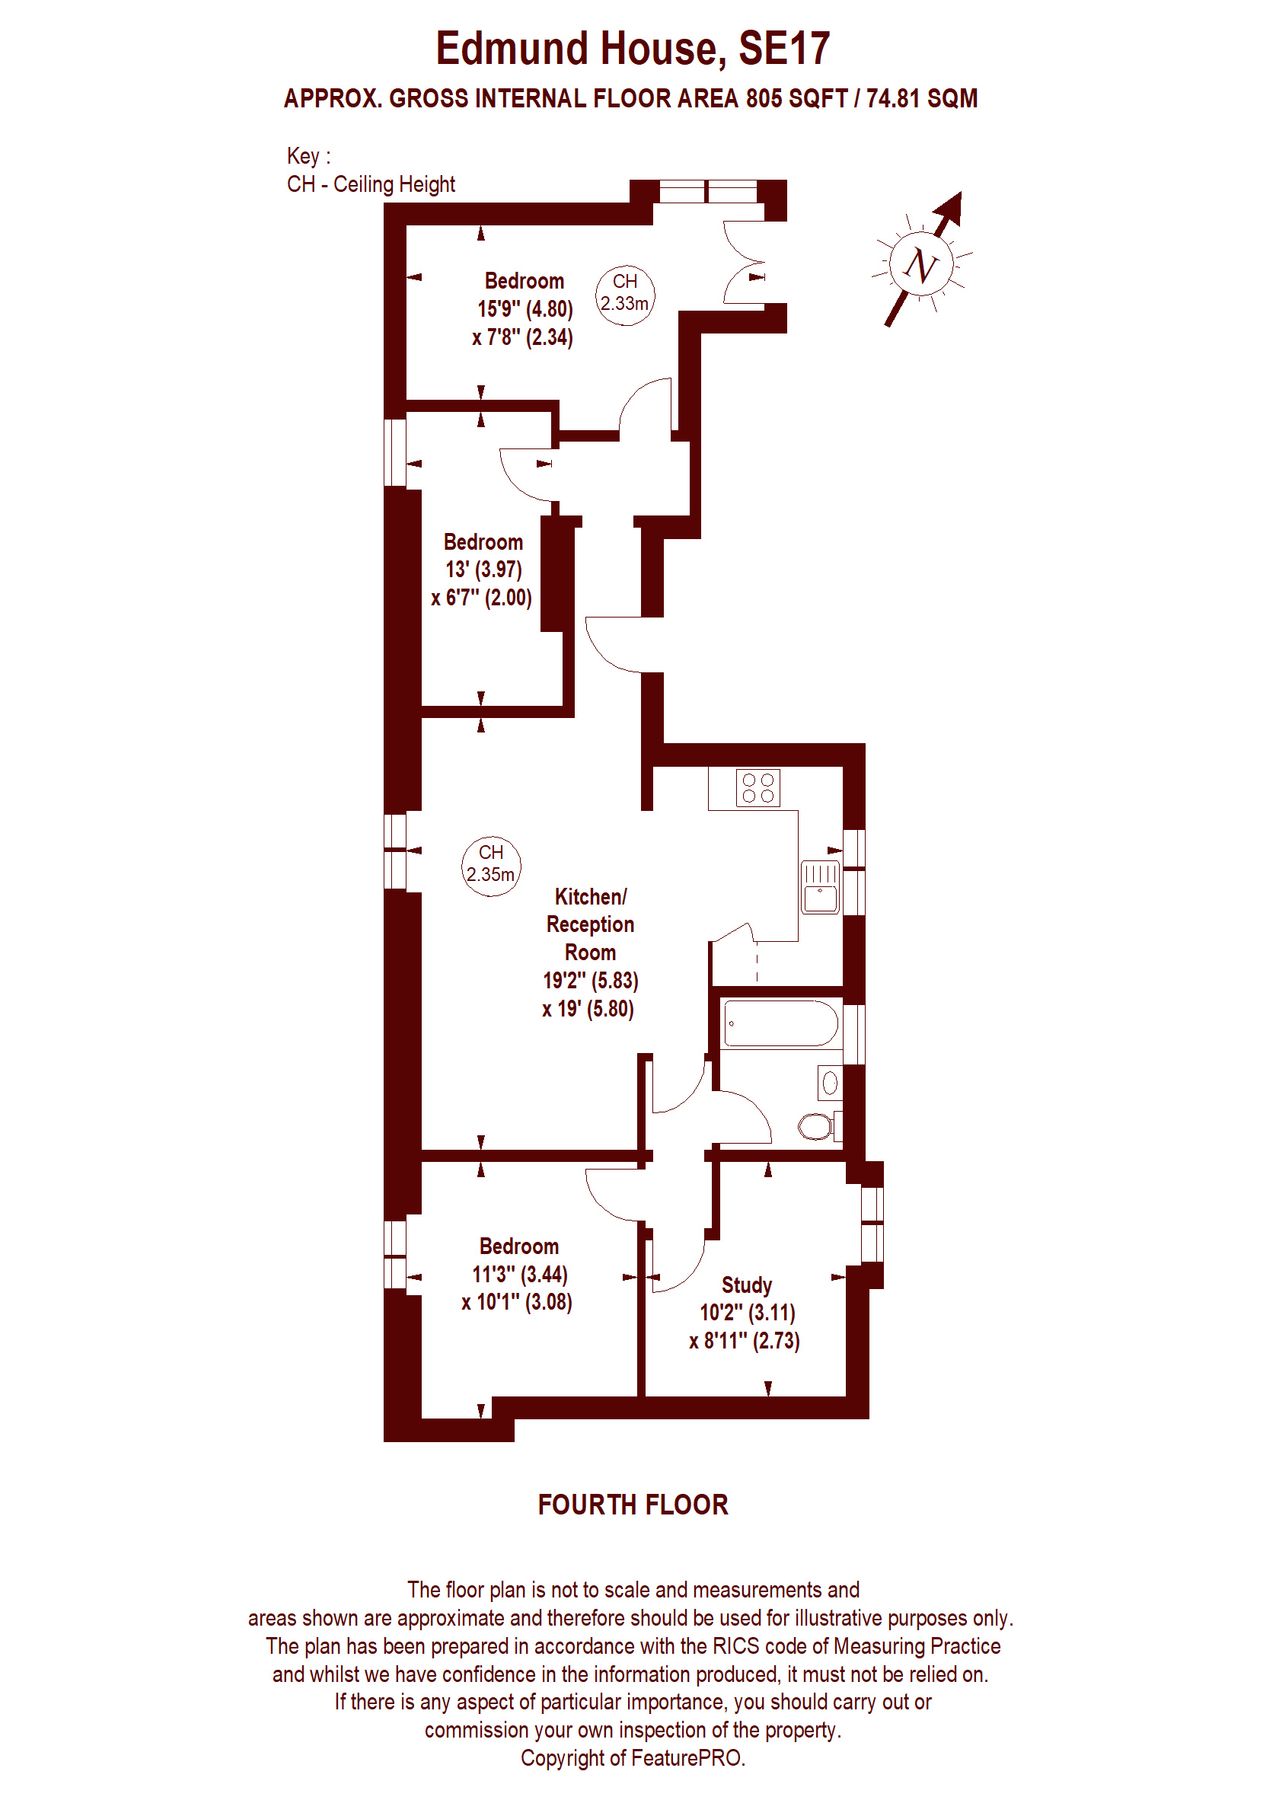 Edmund House, SE17
APPROX. GROSS INTERNAL FLOOR AREA 805 SQFT / 74.81 SQM
Key :
CH - Ceiling Height
N
Bedroom
15'9" (4.80)
x 7'8" (2.34)
CH
2.33m
Bedroom
13' (3.97)
x 6'7" (2.00)
CH
2.35m
Kitchen/
Reception
Room
19'2" (5.83)
x 19' (5.80)
Bedroom
11'3" (3.44)
x 10'1" (3.08)
Study
10'2" (3.11)
x 8'11" (2.73)
FOURTH FLOOR
The floor plan is not to scale and measurements and
areas shown are approximate and therefore should be used for illustrative purposes only.
The plan has been prepared in accordance with the RICS code of Measuring Practice
and whilst we have confidence in the information produced, it must not be relied on.
If there is any aspect of particular importance, you should carry out or
commission your own inspection of the property.
Copyright of FeaturePRO.